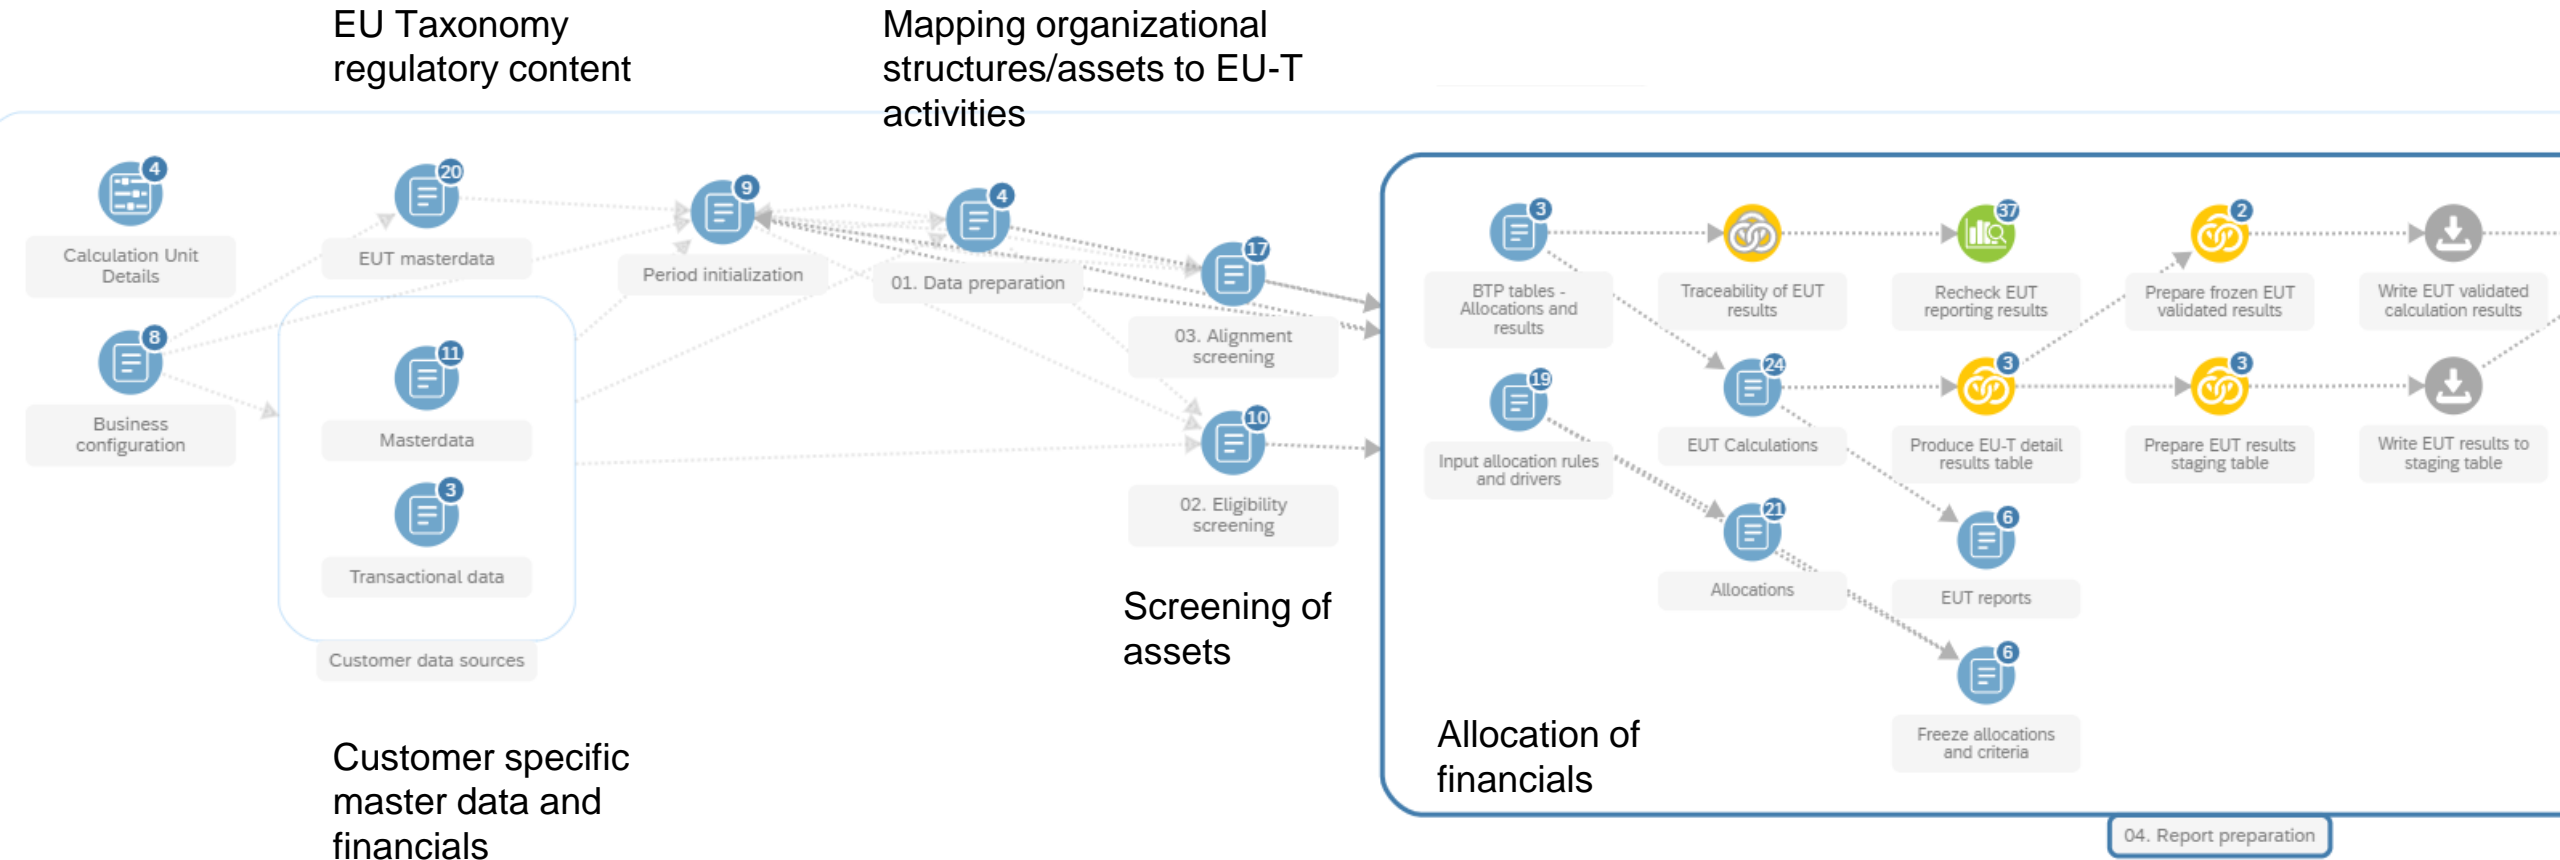 EU Taxonomy
regulatory content
Mapping organizational
structures/assets to EU-T
activities
4
Calculation Unit
Details
20
EUT masterdata
9
Period initialization
4
01. Data preparation
17
03. Alignment
screening
8
Business
configuration
11
Masterdata
3
Transactional data
Customer data sources
10
02. Eligibility
screening
Screening of
assets
Customer specific
master data and
financials
3
BTP tables -
Allocations and
results
Traceability of EUT
results
37
Recheck EUT
reporting results
2
Prepare frozen EUT
validated results
Write EUT validated
calculation results
19
Input allocation rules
and drivers
24
EUT Calculations
3
Produce EU-T detail
results table
3
Prepare EUT results
staging table
Write EUT results to
staging table
21
Allocations
6
EUT reports
6
Freeze allocations
and criteria
Allocation of
financials
04. Report preparation